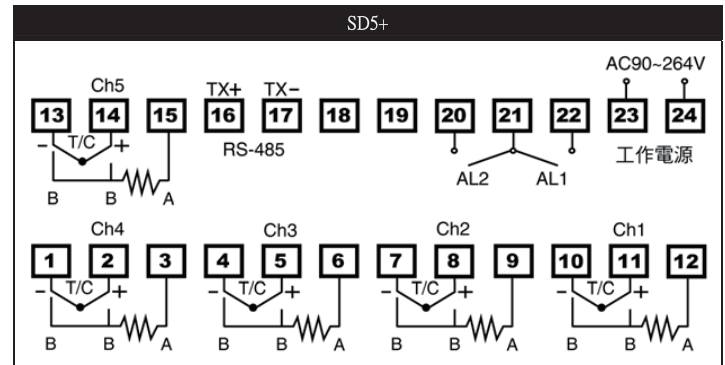 SD5+
AC90~264V
Ch5 TX+ TX−
13 14 15 16 17 18 19 20 21 22 23 24
− T/C + RS-485 工作電源
AL2 AL1
B B A
Ch4 Ch3 Ch2 Ch1
1 2 3 4 5 6 7 8 9 10 11 12
− T/C + − T/C + − T/C + − T/C +
B B A B B A B B A B B A